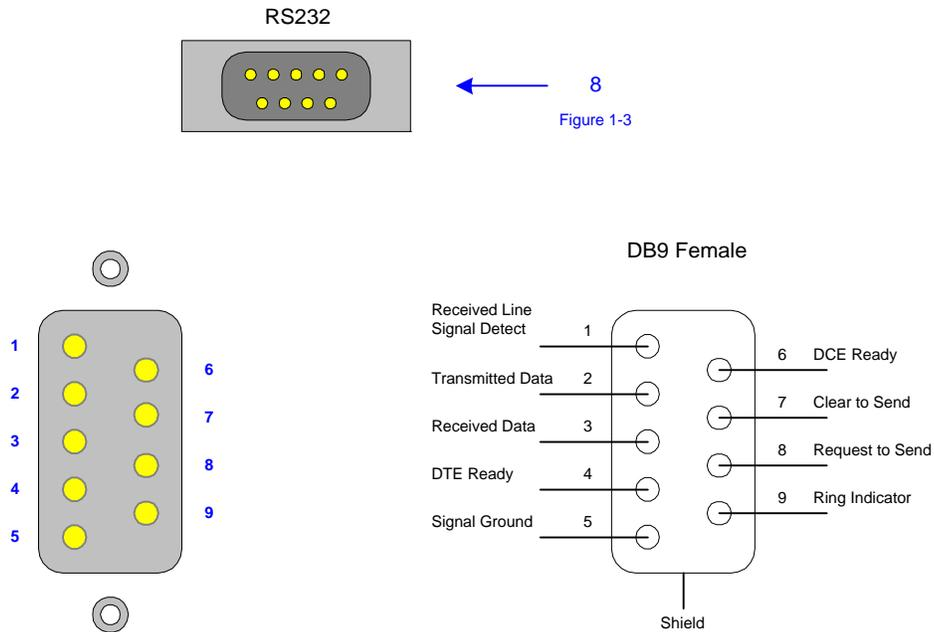 RS232
8
Figure 1-3
DB9 Female
1
2
3
4
5
6
7
8
9
Received Line
Signal Detect 1
Transmitted Data 2
Received Data 3
DTE Ready 4
Signal Ground 5
6 DCE Ready
7 Clear to Send
8 Request to Send
9 Ring Indicator
Shield